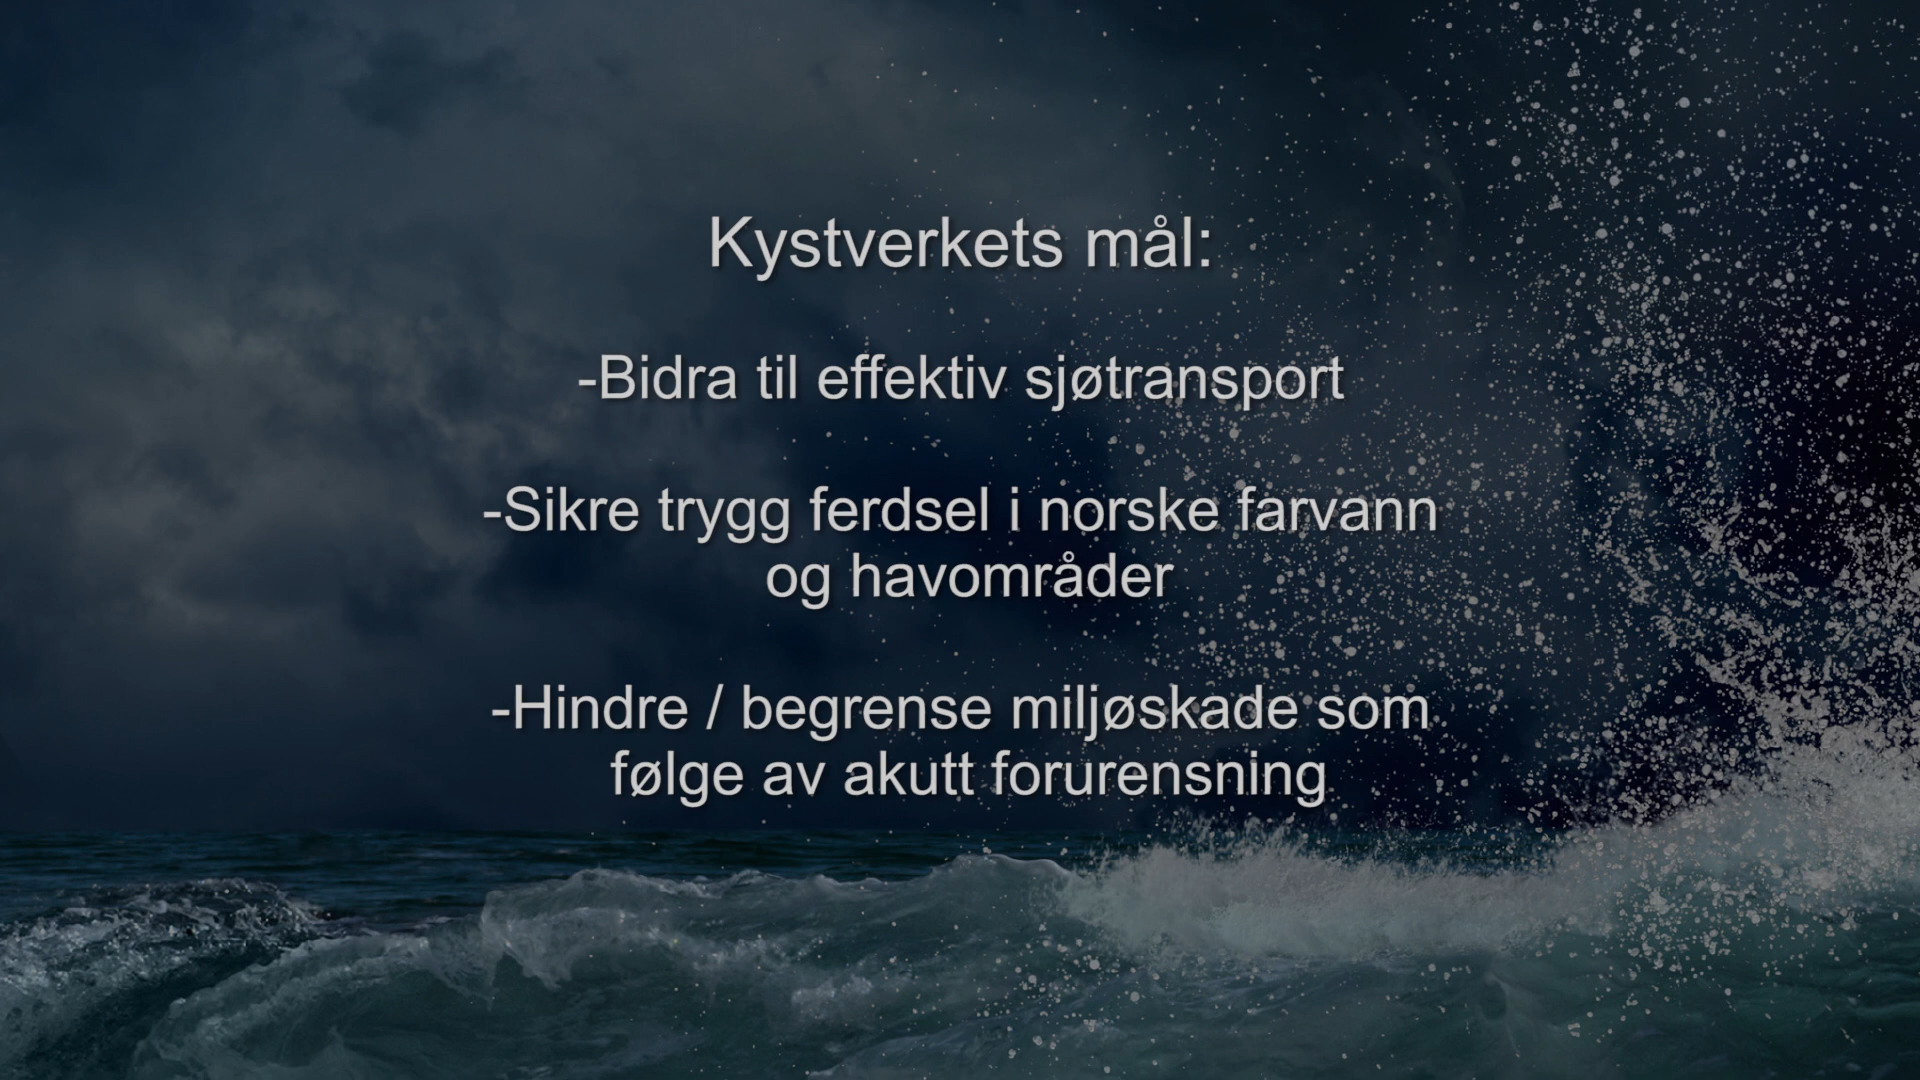 Kystverkets mål:
-Bidra til effektiv sjøtransport
-Sikre trygg ferdsel i norske farvann
og havområder
-Hindre / begrense miljøskade som
følge av akutt forurensning